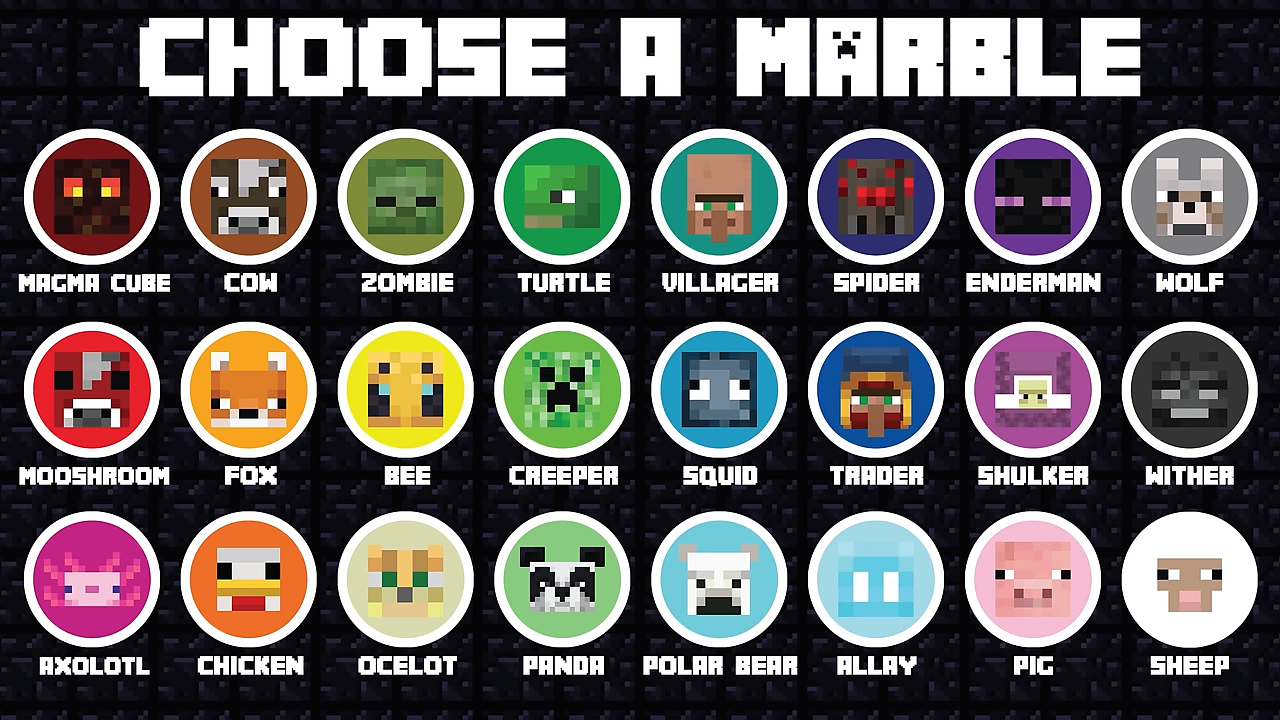 CHOOSE A MARBLE
MAGMA CUBE COW ZOMBIE TURTLE VILLAGER SPIDER ENDERMAN WOLF
MOOSHROOM FOX BEE CREEPER SQUID TRADER SHULKER WITHER
AXOLOTL CHICKEN OCELOT PANDA POLAR BEAR ALLAY PIG SHEEP